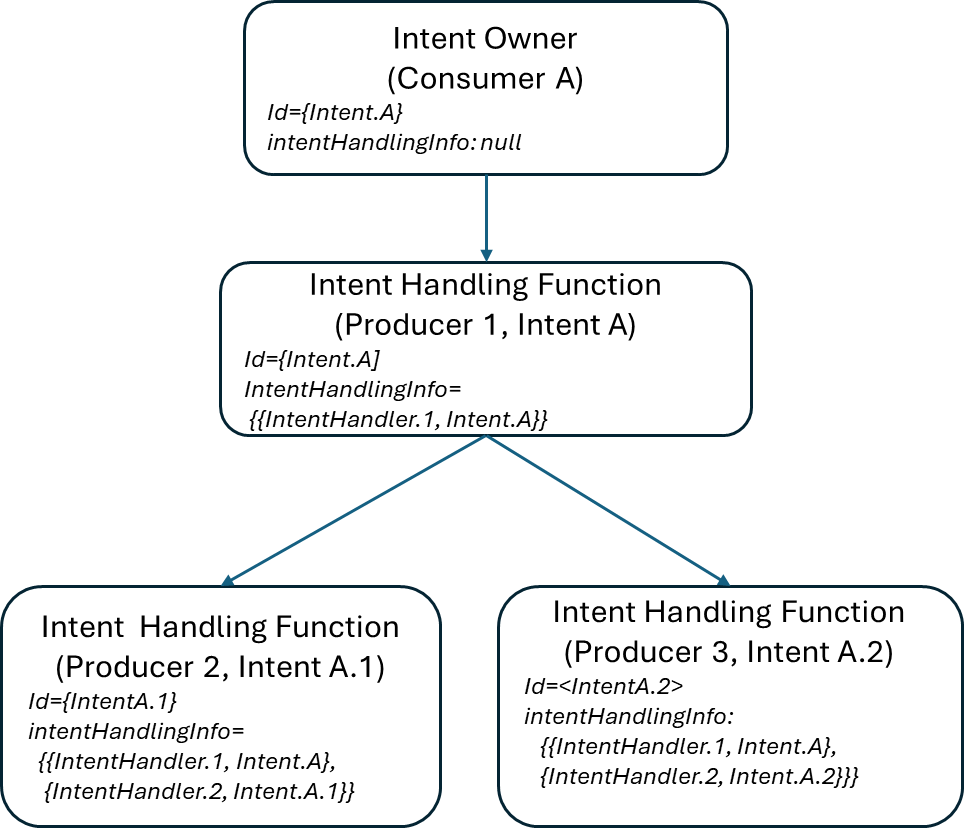 Intent Owner
(Consumer A)
Id={Intent.A}
intentHandlingInfo: null
Intent Handling Function
(Producer 1, Intent A)
Id={Intent.A]
IntentHandlingInfo=
{{IntentHandler.1, Intent.A}}
Intent Handling Function
(Producer 2, Intent A.1)
Id={IntentA.1}
intentHandlingInfo=
{{IntentHandler.1, Intent.A},
{IntentHandler.2, Intent.A.1}}
Intent Handling Function
(Producer 3, Intent A.2)
Id=<IntentA.2>
intentHandlingInfo:
{{IntentHandler.1, Intent.A},
{IntentHandler.2, Intent.A.2}}}